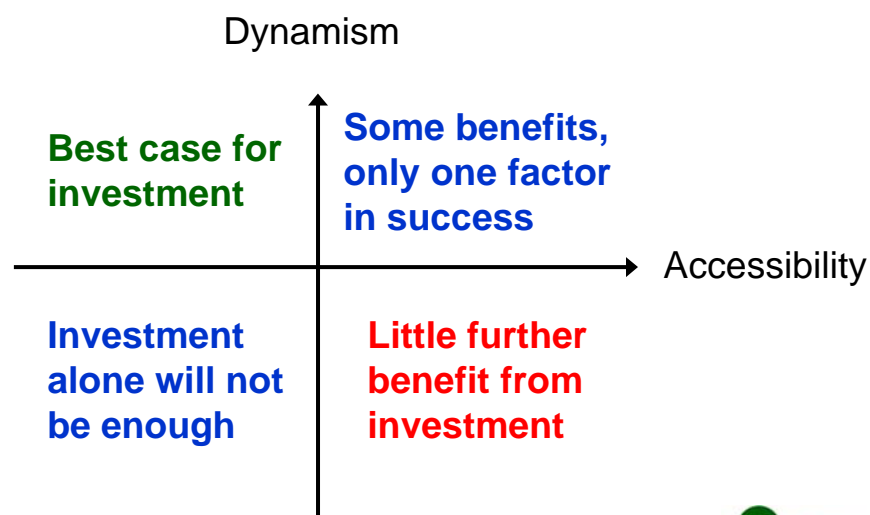 Dynamism
Best case for
investment
Some benefits,
only one factor
in success
Accessibility
Investment
alone will not
be enough
Little further
benefit from
investment